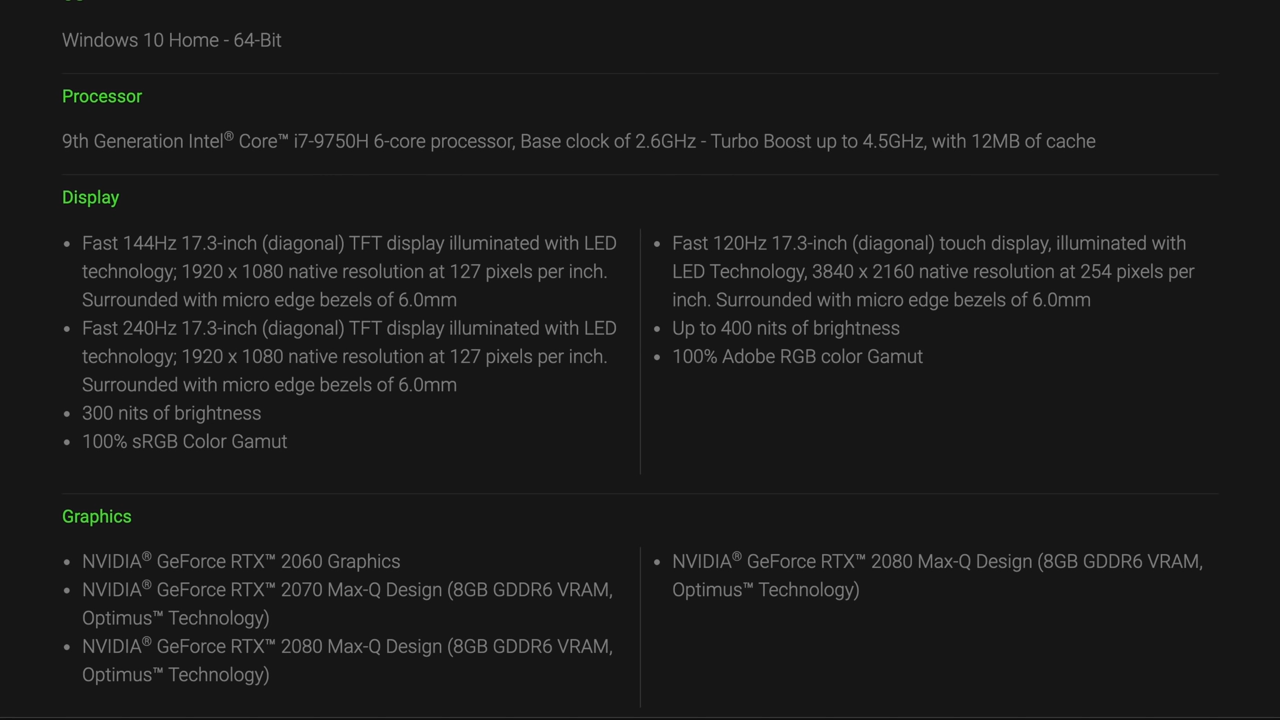 Windows 10 Home - 64-Bit
Processor
9th Generation Intel® Core™ i7-9750H 6-core processor, Base clock of 2.6GHz - Turbo Boost up to 4.5GHz, with 12MB of cache
Display
• Fast 144Hz 17.3-inch (diagonal) TFT display illuminated with LED
technology; 1920 x 1080 native resolution at 127 pixels per inch.
Surrounded with micro edge bezels of 6.0mm
• Fast 240Hz 17.3-inch (diagonal) TFT display illuminated with LED
technology; 1920 x 1080 native resolution at 127 pixels per inch.
Surrounded with micro edge bezels of 6.0mm
• 300 nits of brightness
• 100% sRGB Color Gamut
• Fast 120Hz 17.3-inch (diagonal) touch display, illuminated with
LED Technology, 3840 x 2160 native resolution at 254 pixels per
inch. Surrounded with micro edge bezels of 6.0mm
• Up to 400 nits of brightness
• 100% Adobe RGB color Gamut
Graphics
• NVIDIA® GeForce RTX™ 2060 Graphics
• NVIDIA® GeForce RTX™ 2070 Max-Q Design (8GB GDDR6 VRAM,
Optimus™ Technology)
• NVIDIA® GeForce RTX™ 2080 Max-Q Design (8GB GDDR6 VRAM,
Optimus™ Technology)
• NVIDIA® GeForce RTX™ 2080 Max-Q Design (8GB GDDR6 VRAM,
Optimus™ Technology)